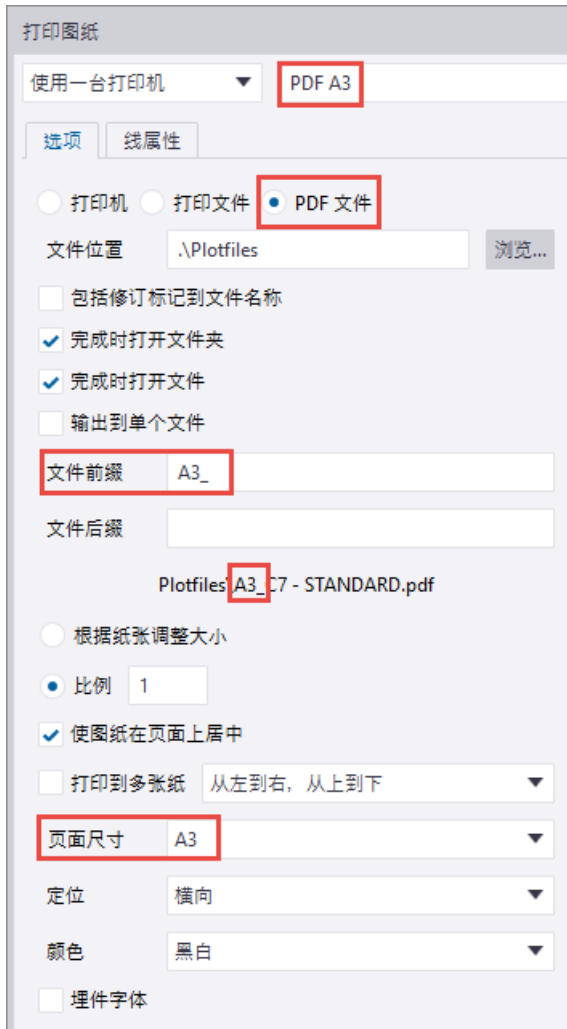 打印图纸
使用一台打印机 PDF A3
选项 线属性
打印机 打印文件 PDF 文件
文件位置 .\Plotfiles 浏览...
包括修订标记到文件名称
完成时打开文件夹
完成时打开文件
输出到单个文件
文件前缀 A3_
文件后缀
Plotfiles\A3_C7 - STANDARD.pdf
根据纸张调整大小
比例 1
使图纸在页面上居中
打印到多张纸 从左到右，从上到下
页面尺寸 A3
定位 横向
颜色 黑白
埋件字体